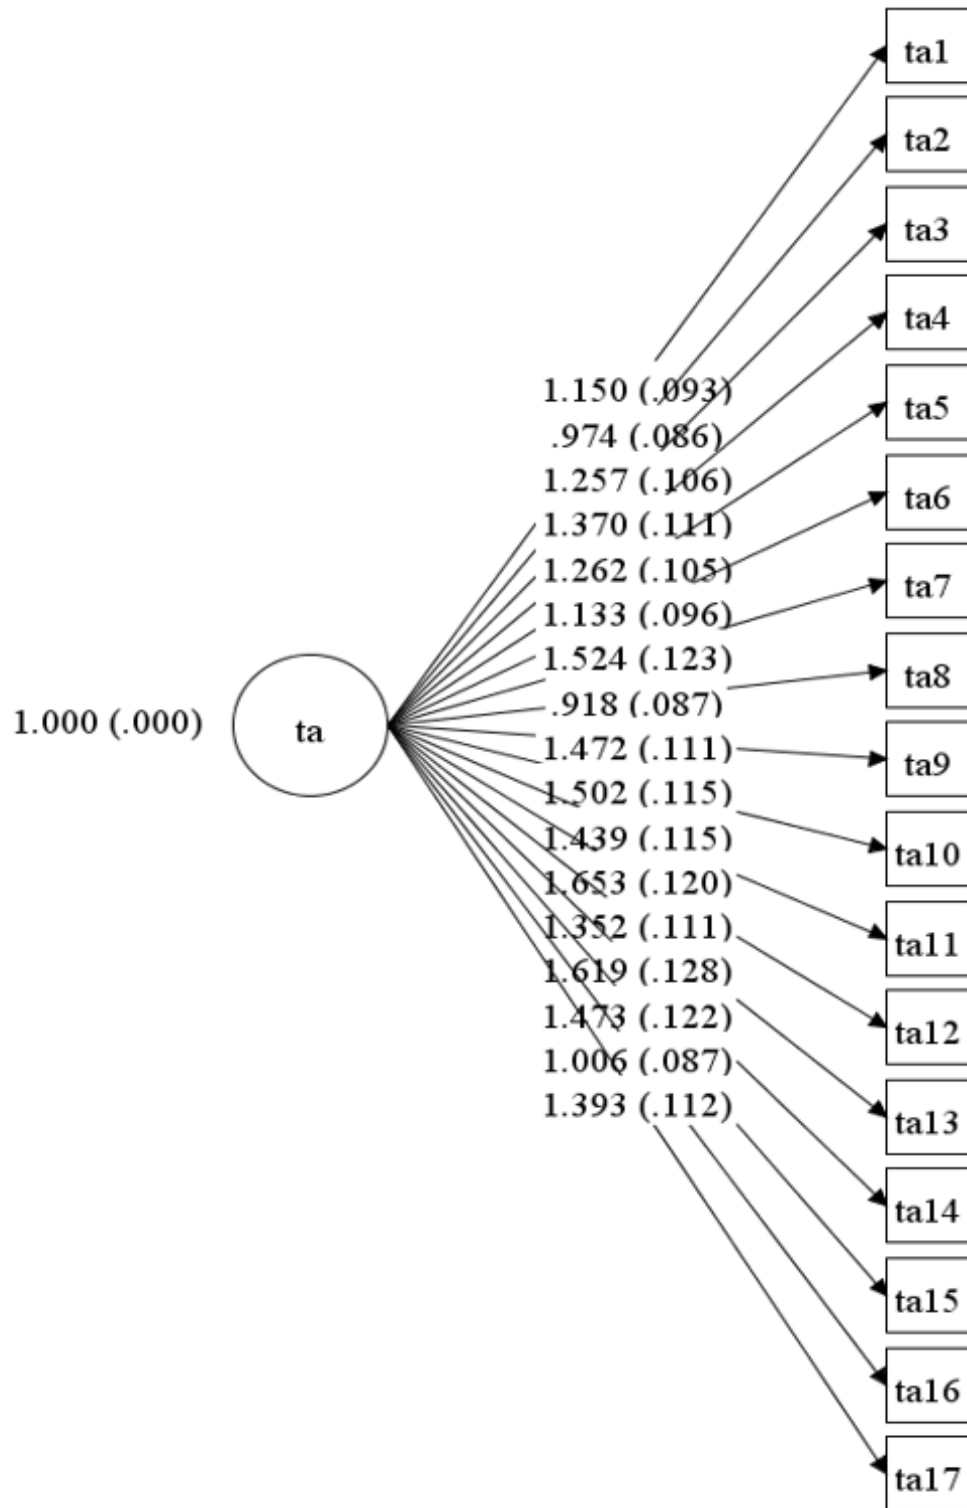 ta1
ta2
ta3
ta4
1.150 (.093)
ta5
.974 (.086)
1.257 (.106)
ta6
1.370 (.111)
1.262 (.105)
ta7
1.133 (.096)
1.524 (.123)
ta8
.918 (.087)
1.000 (.000)
ta
1.472 (.111)
ta9
1.502 (.115)
1.439 (.115)
ta10
1.653 (.120)
1.352 (.111)
ta11
1.619 (.128)
1.473 (.122)
ta12
1.006 (.087)
1.393 (.112)
ta13
ta14
ta15
ta16
ta17